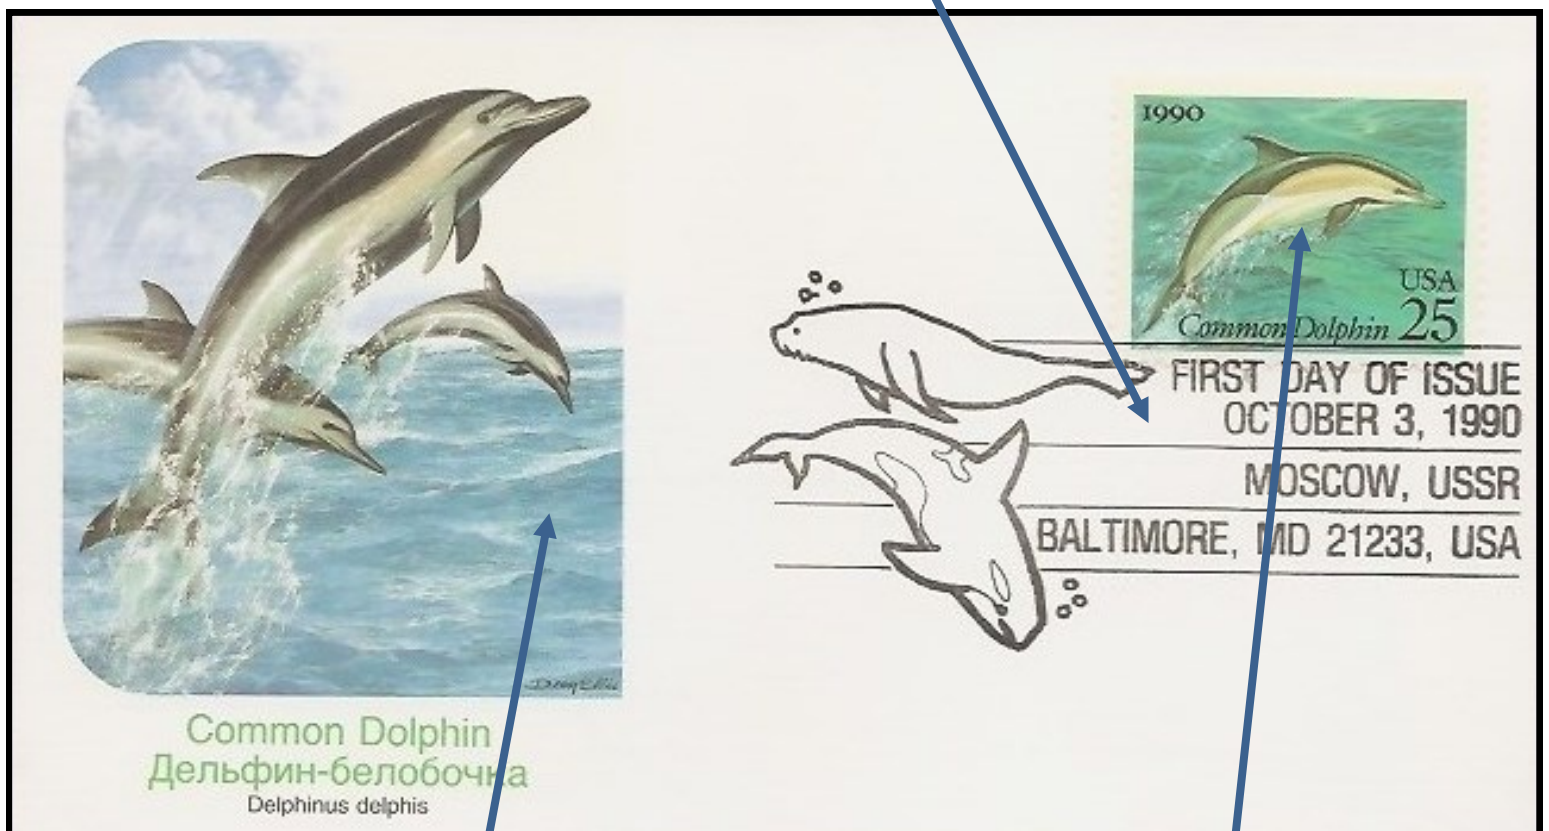 1990
USA
Common Dolphin 25
FIRST DAY OF ISSUE
OCTOBER 3, 1990
MOSCOW, USSR
BALTIMORE, MD 21233, USA
Common Dolphin
Дельфин-белобочка
Delphinus delphis